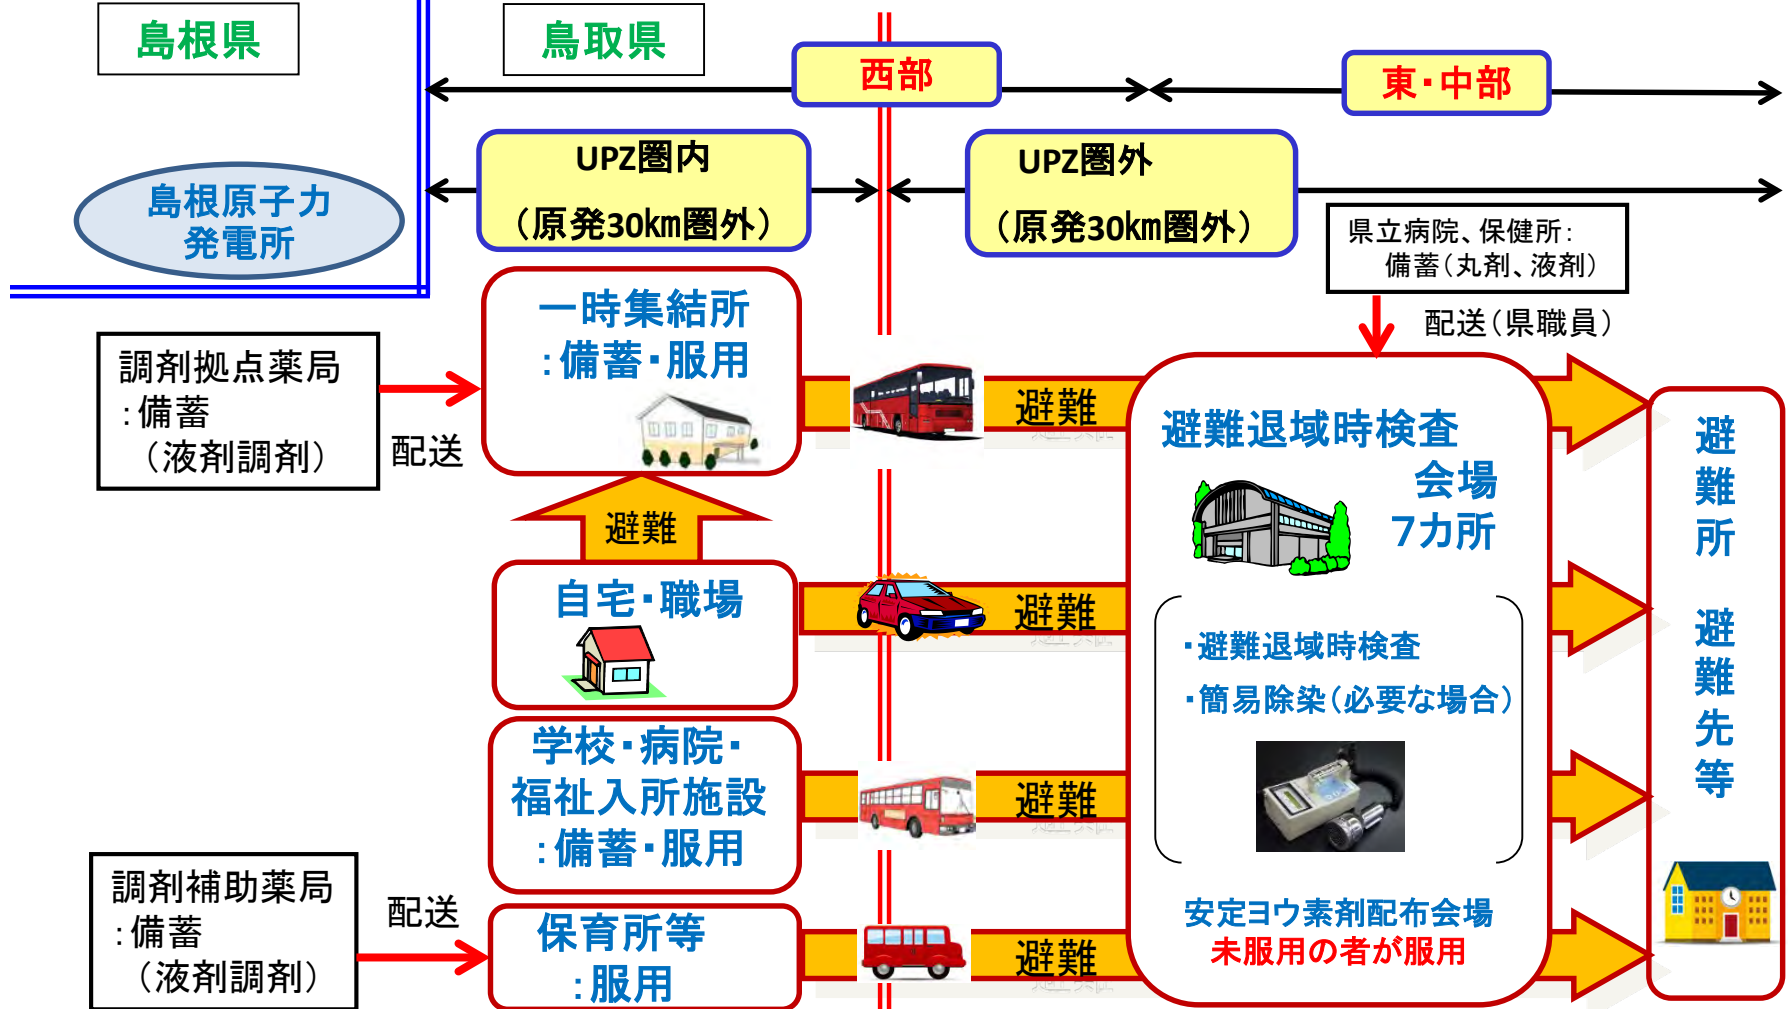 島根県
鳥取県
西部
東・中部
島根原子力
発電所
UPZ圏内
（原発30km圏外）
UPZ圏外
（原発30km圏外）
県立病院、保健所：
備蓄（丸剤、液剤）
配送（県職員）
調剤拠点薬局
：備蓄
（液剤調剤）
配送
一時集結所
：備蓄・服用
避難
避難
自宅・職場
避難
学校・病院・
福祉入所施設
：備蓄・服用
避難
調剤補助薬局
：備蓄
（液剤調剤）
配送
保育所等
：服用
避難
避難退域時検査
会場
7カ所
・避難退域時検査
・簡易除染（必要な場合）
安定ヨウ素剤配布会場
未服用の者が服用
避難所　避難先等